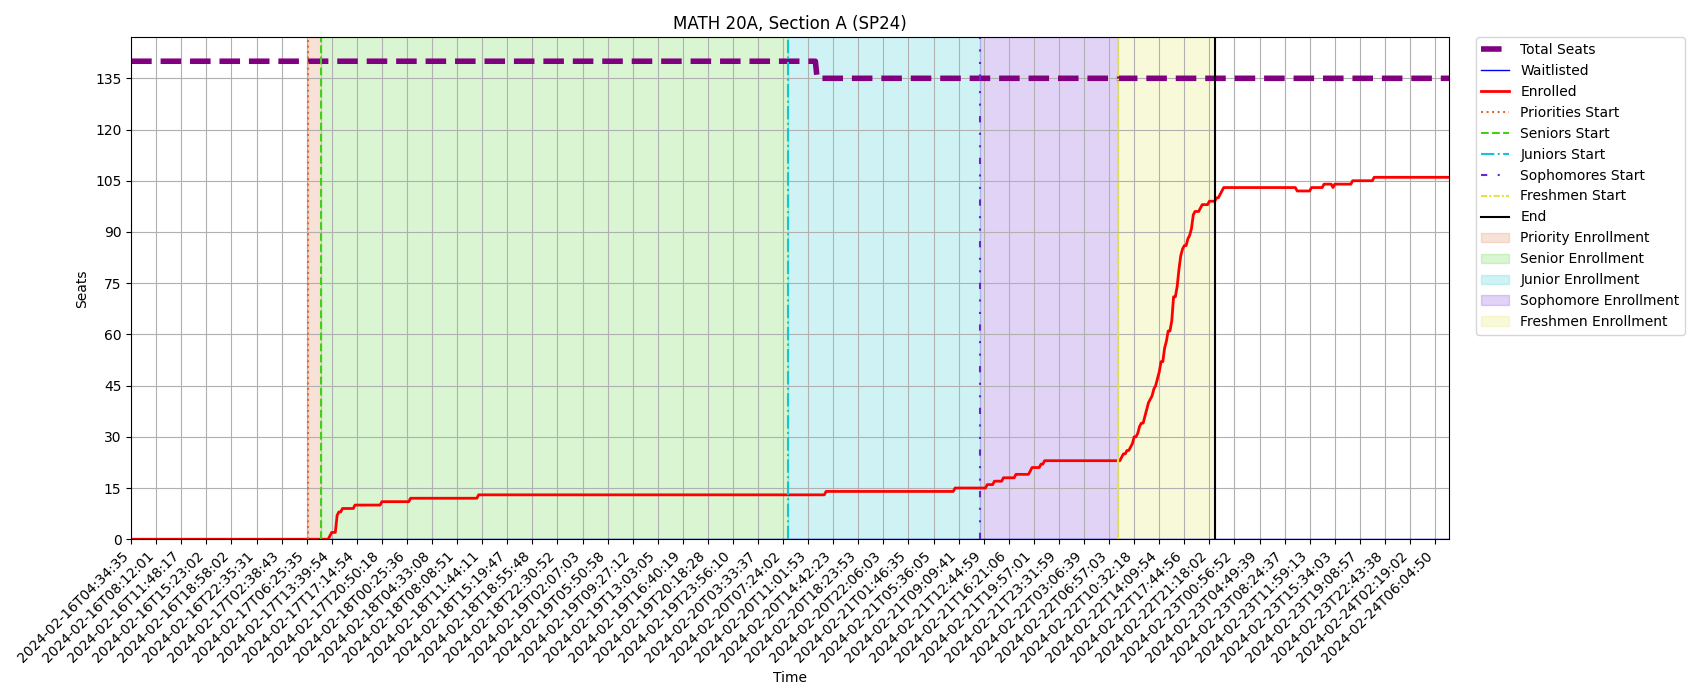 MATH 20A, Section A (SP24)
Total Seats
Waitlisted
Enrolled
Priorities Start
Seniors Start
Juniors Start
Sophomores Start
Freshmen Start
End
Priority Enrollment
Senior Enrollment
Junior Enrollment
Sophomore Enrollment
Freshmen Enrollment
Seats
135
120
105
90
75
60
45
30
15
0
2024-02-16T04:34:35
2024-02-16T08:12:01
2024-02-16T11:48:17
2024-02-16T15:23:02
2024-02-16T18:58:02
2024-02-16T22:35:31
2024-02-17T02:38:43
2024-02-17T06:25:35
2024-02-17T13:39:54
2024-02-17T17:14:54
2024-02-17T20:50:18
2024-02-18T00:25:36
2024-02-18T04:33:08
2024-02-18T08:08:51
2024-02-18T11:44:11
2024-02-18T15:19:47
2024-02-18T18:55:48
2024-02-18T22:30:52
2024-02-19T02:07:03
2024-02-19T05:50:58
2024-02-19T09:27:12
2024-02-19T13:03:05
2024-02-19T16:40:19
2024-02-19T20:18:28
2024-02-19T23:56:10
2024-02-20T03:33:37
2024-02-20T07:24:02
2024-02-20T11:01:53
2024-02-20T14:42:23
2024-02-20T18:23:53
2024-02-20T22:06:03
2024-02-21T01:46:35
2024-02-21T05:36:05
2024-02-21T09:09:41
2024-02-21T12:44:59
2024-02-21T16:21:06
2024-02-21T19:57:01
2024-02-21T23:31:59
2024-02-22T03:06:39
2024-02-22T06:57:03
2024-02-22T10:32:18
2024-02-22T14:09:54
2024-02-22T17:44:56
2024-02-22T21:18:02
2024-02-23T00:56:52
2024-02-23T04:49:39
2024-02-23T08:24:37
2024-02-23T11:59:13
2024-02-23T15:34:03
2024-02-23T19:08:57
2024-02-23T22:43:38
2024-02-24T02:19:02
2024-02-24T06:04:50
Time